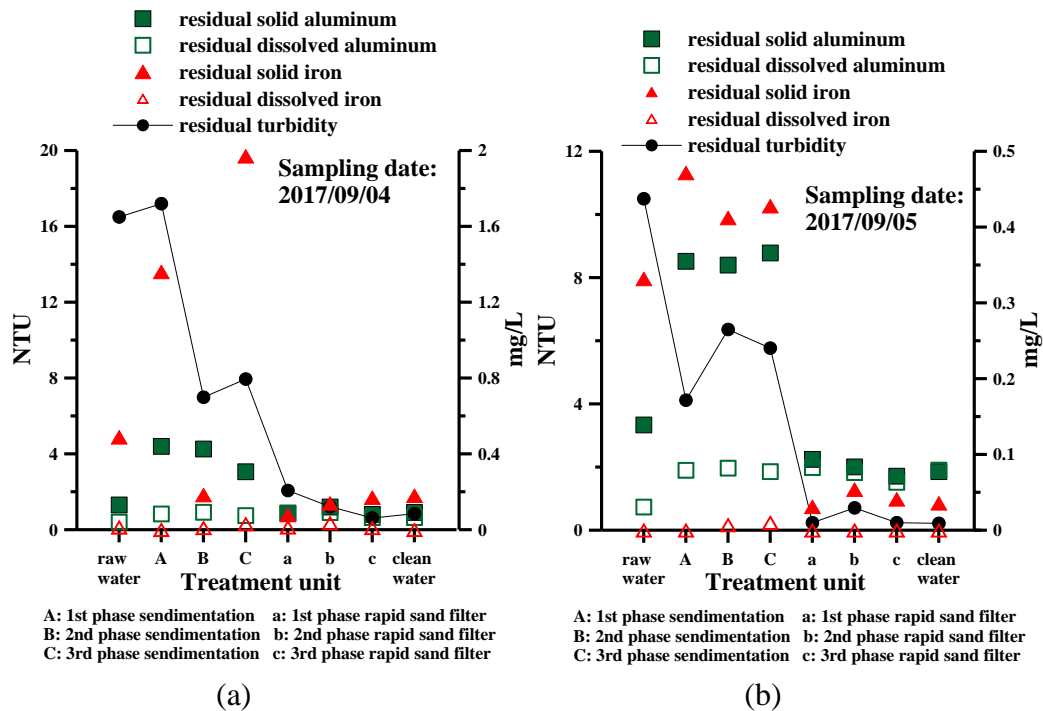 residual solid aluminum
residual dissolved aluminum
residual solid iron
residual dissolved iron
residual turbidity
20
16
12
8
4
0
NTU
2
1.6
1.2
0.8
0.4
0
mg/L
Sampling date:
2017/09/04
raw water
A
B
C
a
b
c
clean water
Treatment unit
A: 1st phase sendimentation a: 1st phase rapid sand filter
B: 2nd phase sendimentation b: 2nd phase rapid sand filter
C: 3rd phase sendimentation c: 3rd phase rapid sand filter
(a)
residual solid aluminum
residual dissolved aluminum
residual solid iron
residual dissolved iron
residual turbidity
12
8
4
0
NTU
0.5
0.4
0.3
0.2
0.1
0
mg/L
Sampling date:
2017/09/05
raw water
A
B
C
a
b
c
clean water
Treatment unit
A: 1st phase sendimentation a: 1st phase rapid sand filter
B: 2nd phase sendimentation b: 2nd phase rapid sand filter
C: 3rd phase sendimentation c: 3rd phase rapid sand filter
(b)